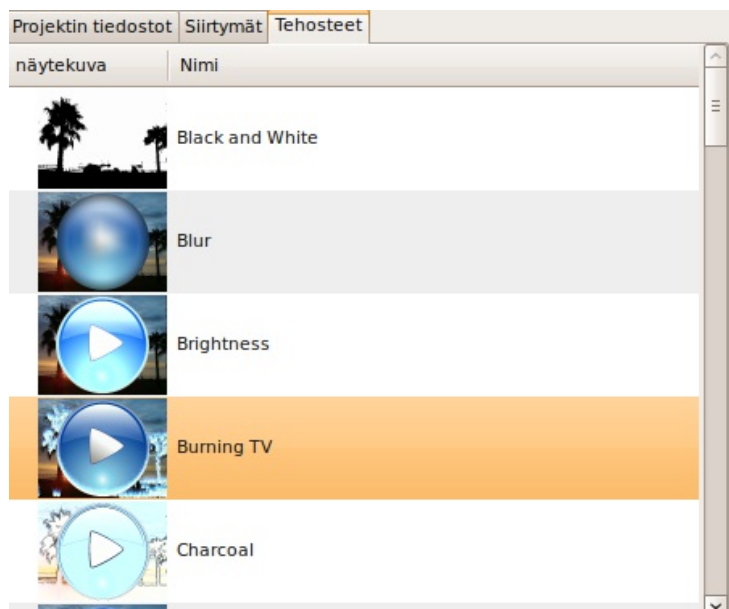 Projektin tiedostot Siirtymät Tehosteet
näytekuva Nimi
Black and White
Blur
Brightness
Burning TV
Charcoal